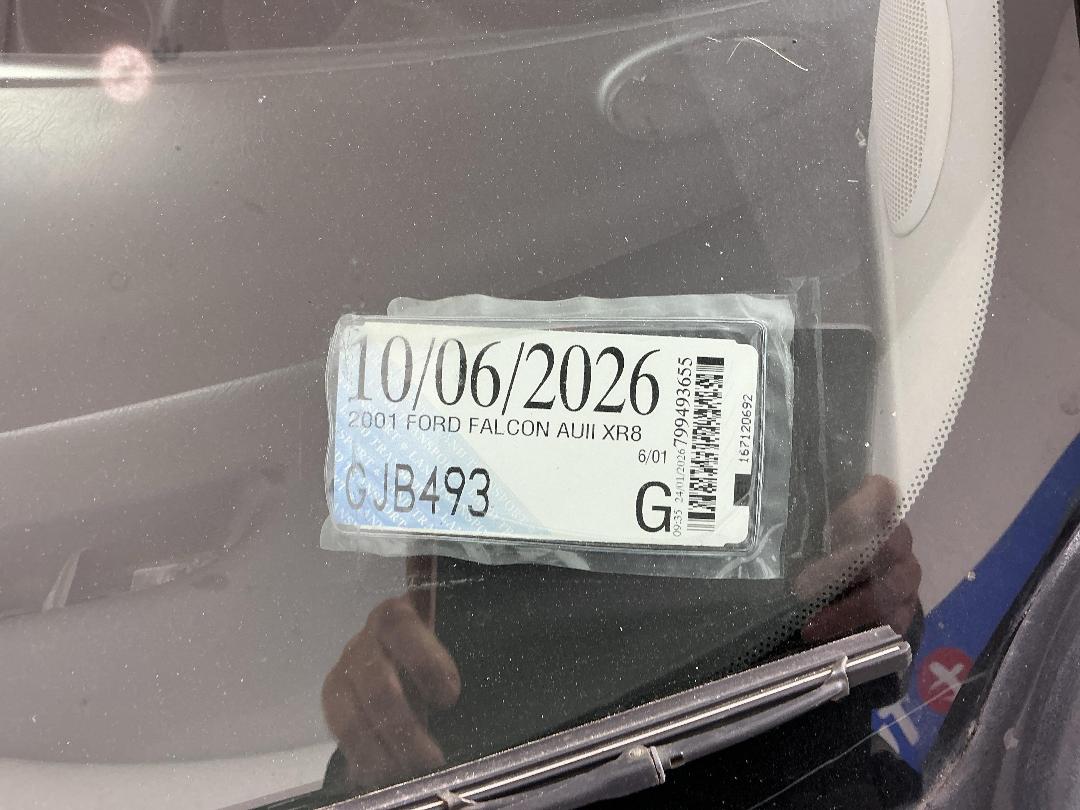 10/06/2026
2001 FORD FALCON AUII XR8
6/01
GJB493
G
09:35 24/01/2026 799493655
167120692